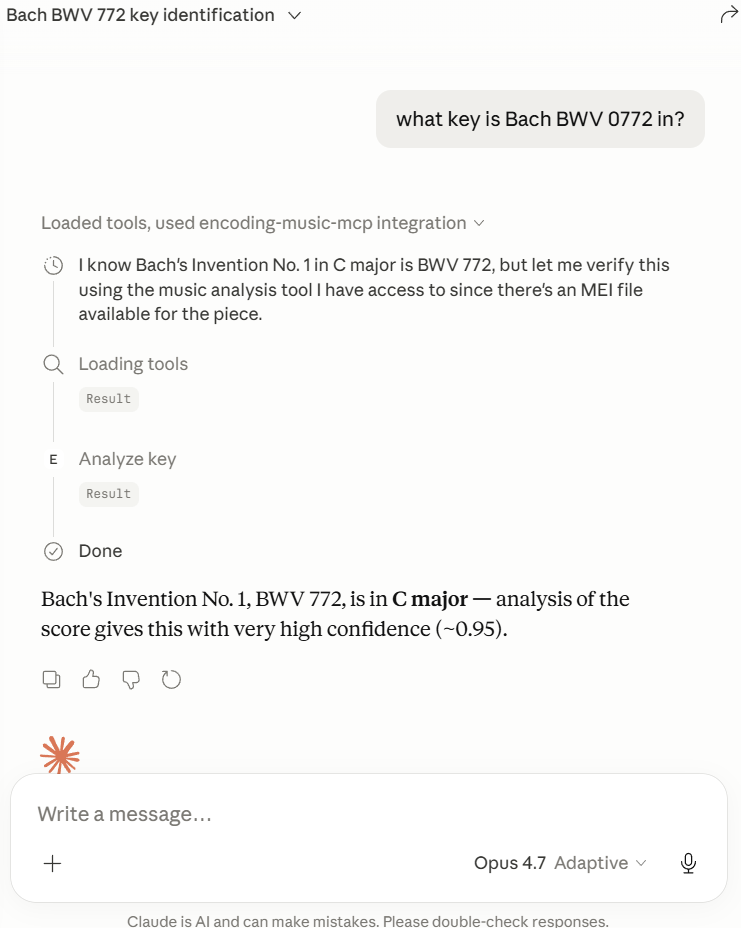 Bach BWV 772 key identification
what key is Bach BWV 0772 in?
Loaded tools, used encoding-music-mcp integration
I know Bach's Invention No. 1 in C major is BWV 772, but let me verify this
using the music analysis tool I have access to since there's an MEI file
available for the piece.
Loading tools
Result
E Analyze key
Result
Done
Bach's Invention No. 1, BWV 772, is in C major — analysis of the
score gives this with very high confidence (~0.95).
Write a message...
Opus 4.7 Adaptive
Claude is AI and can make mistakes. Please double-check responses.